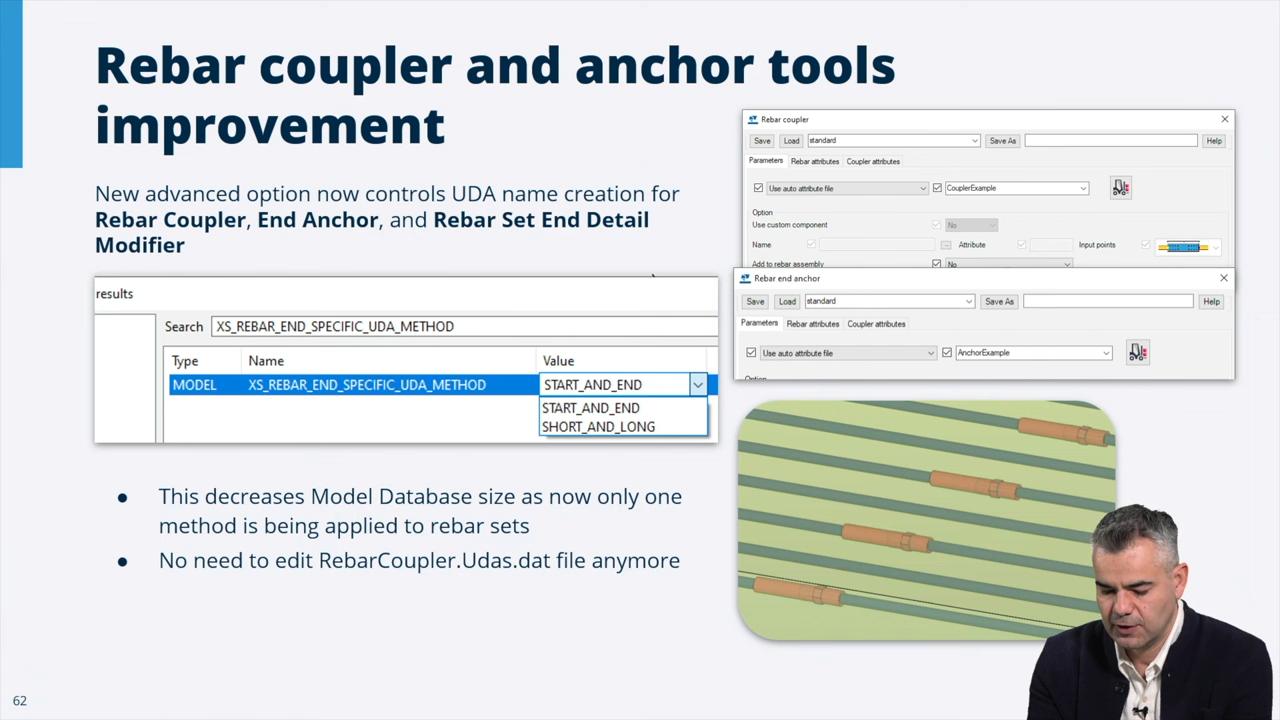 Rebar coupler and anchor tools
improvement
New advanced option now controls UDA name creation for
Rebar Coupler, End Anchor, and Rebar Set End Detail
Modifier
results
Search XS_REBAR_END_SPECIFIC_UDA_METHOD
Type Name Value
MODEL XS_REBAR_END_SPECIFIC_UDA_METHOD START_AND_END
START_AND_END
SHORT_AND_LONG
This decreases Model Database size as now only one
method is being applied to rebar sets
No need to edit RebarCoupler.Udas.dat file anymore
Rebar coupler
Save Load standard Save As Help
Parameters Rebar attributes Coupler attributes
Use auto attribute file CouplerExample
Option
Use custom component No
Name ... Attribute Input points
Add to rebar assembly No
Rebar end anchor
Save Load standard Save As Help
Parameters Rebar attributes Coupler attributes
Use auto attribute file AnchorExample
Option
62